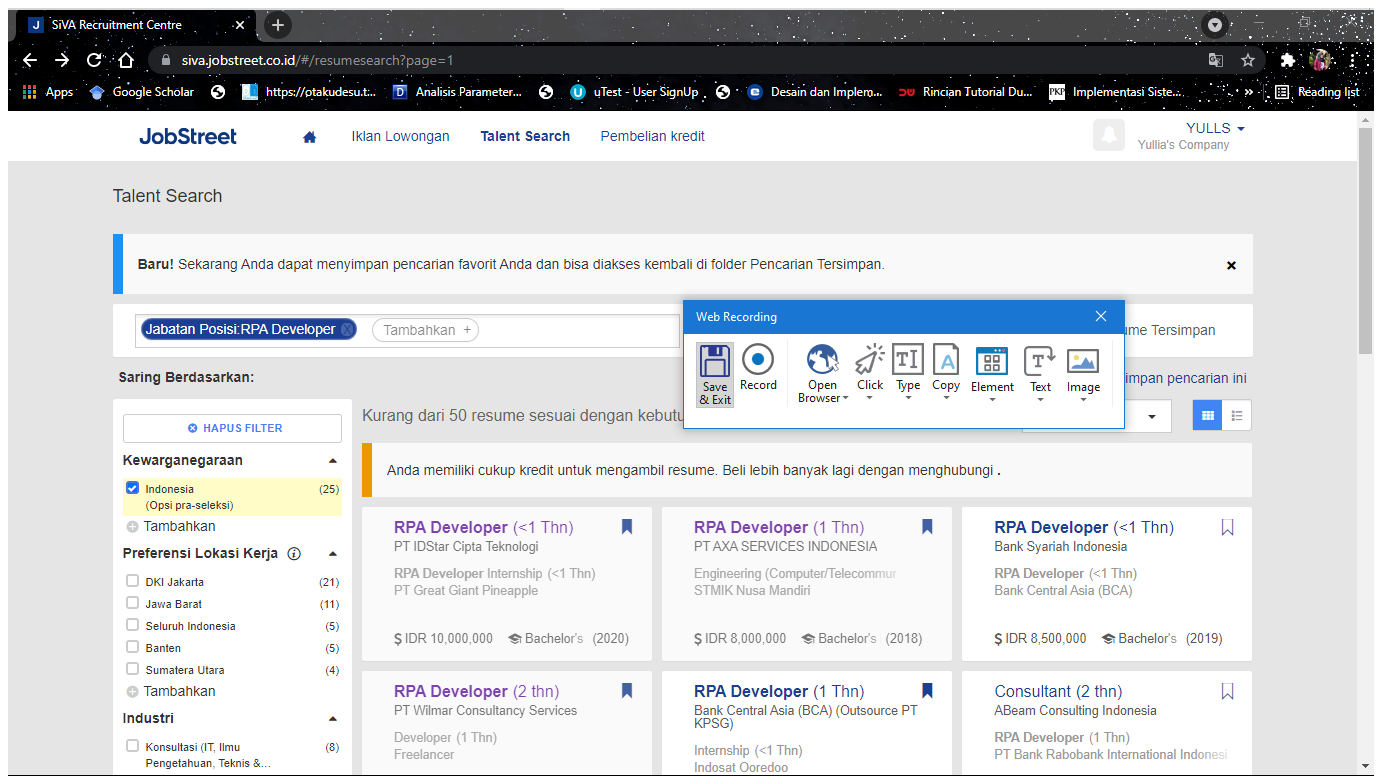 SiVA Recruitment Centre
siva.jobstreet.co.id/#/resumesearch?page=1
Apps Google Scholar https://otakudesu.t:... Analisis Parameter... uTest - User SignUp Desain dan Implem... Rincian Tutorial Du... Implementasi Siste... » Reading list
JobStreet Iklan Lowongan Talent Search Pembelian kredit YULLS
Yullia's Company
Talent Search
Baru! Sekarang Anda dapat menyimpan pencarian favorit Anda dan bisa diakses kembali di folder Pencarian Tersimpan.
Jabatan Posisi:RPA Developer Tambahkan +
Tersimpan
Web Recording
Save & Exit
Record
Open Browser
Click
Type
Copy
Element
Text
Image
Saring Berdasarkan:
pencarian ini
HAPUS FILTER
Kewarganegaraan
Indonesia (25)
(Opsi pra-seleksi)
Tambahkan
Preferensi Lokasi Kerja
DKI Jakarta (21)
Jawa Barat (11)
Seluruh Indonesia (5)
Banten (5)
Sumatera Utara (4)
Tambahkan
Industri
Konsultasi (IT, Ilmu (8)
Pengetahuan, Teknis &...
Kurang dari 50 resume sesuai dengan
Anda memiliki cukup kredit untuk mengambil resume. Beli lebih banyak lagi dengan menghubungi .
RPA Developer (<1 Thn)
PT IDStar Cipta Teknologi
RPA Developer Internship (<1 Thn)
PT Great Giant Pineapple
$ IDR 10,000,000 Bachelor's (2020)
RPA Developer (1 Thn)
PT AXA SERVICES INDONESIA
Engineering (Computer/Telecommur
STMIK Nusa Mandiri
$ IDR 8,000,000 Bachelor's (2018)
RPA Developer (<1 Thn)
Bank Syariah Indonesia
RPA Developer (<1 Thn)
Bank Central Asia (BCA)
$ IDR 8,500,000 Bachelor's (2019)
RPA Developer (2 thn)
PT Wilmar Consultancy Services
Developer (1 Thn)
Freelancer
RPA Developer (1 Thn)
Bank Central Asia (BCA) (Outsource PT
KPSG)
Internship (<1 Thn)
Indosat Ooredoo
Consultant (2 thn)
ABeam Consulting Indonesia
RPA Developer (1 Thn)
PT Bank Rabobank International Indonesi